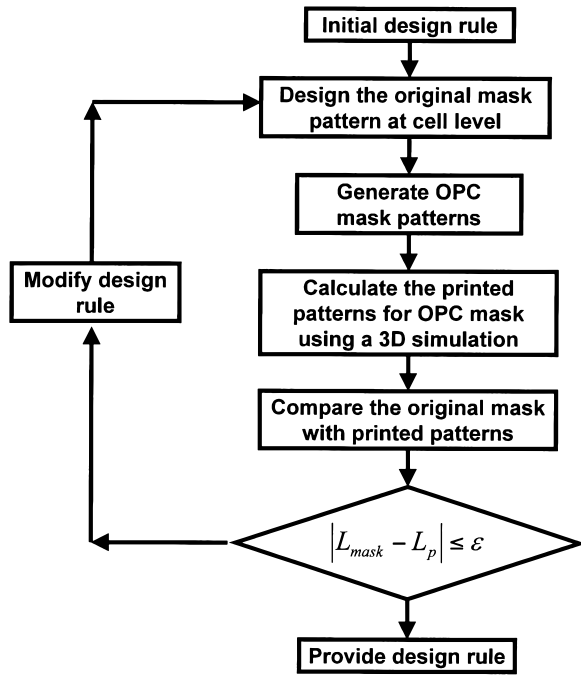 Initial design rule
Design the original mask
pattern at cell level
Generate OPC
mask patterns
Modify design
rule
Calculate the printed
patterns for OPC mask
using a 3D simulation
Compare the original mask
with printed patterns
|L_mask − L_p| ≤ ε
Provide design rule